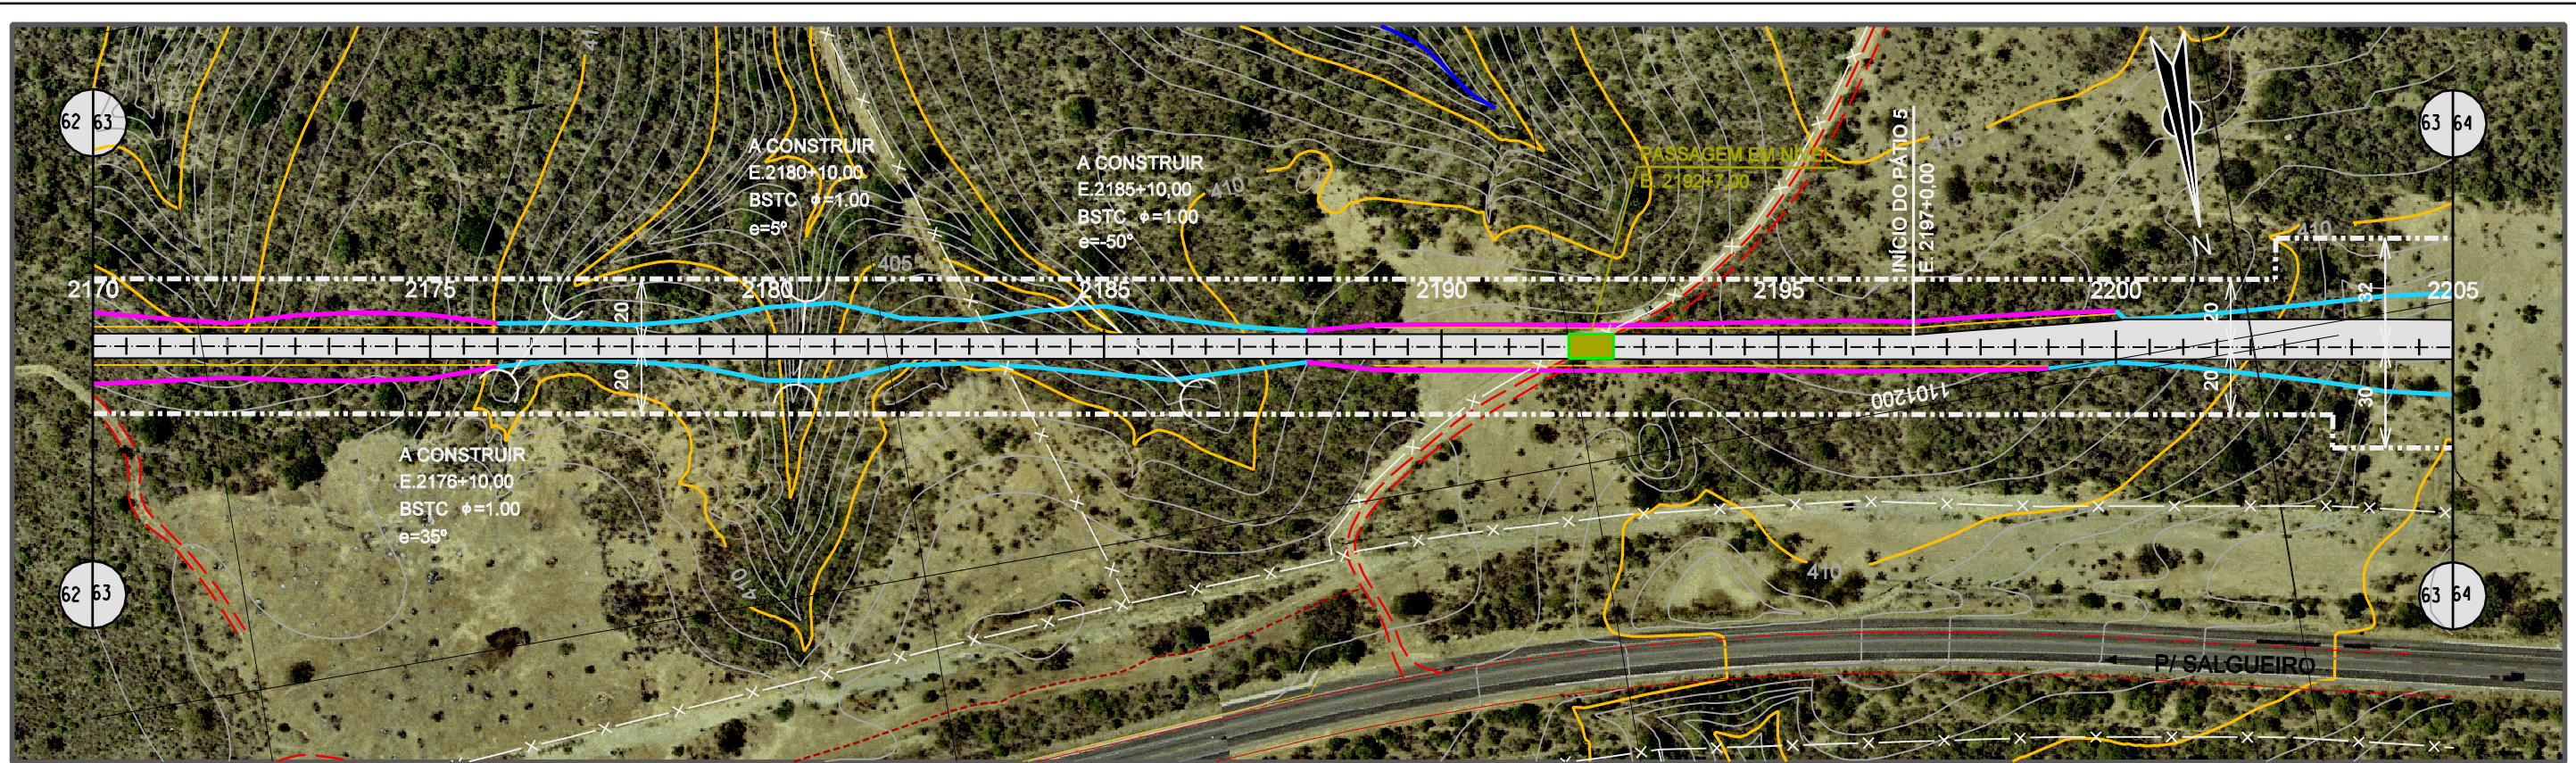 62 63
63 64
A CONSTRUIR
E.2180+10,00
BSTC ϕ=1.00
e=5º
A CONSTRUIR
E.2185+10,00
BSTC ϕ=1.00
e=-50º
410
PASSAGEM EM NÍVEL
E. 2192+7,00
INÍCIO DO PÁTIO 5
E.2197+0,00
415
N
410
405
2170
2175
2180
2185
2190
2195
2200
2205
20
20
20
20
32
30
1101200
A CONSTRUIR
E.2176+10,00
BSTC ϕ=1.00
e=35º
410
410
62 63
63 64
P/ SALGUEIRO